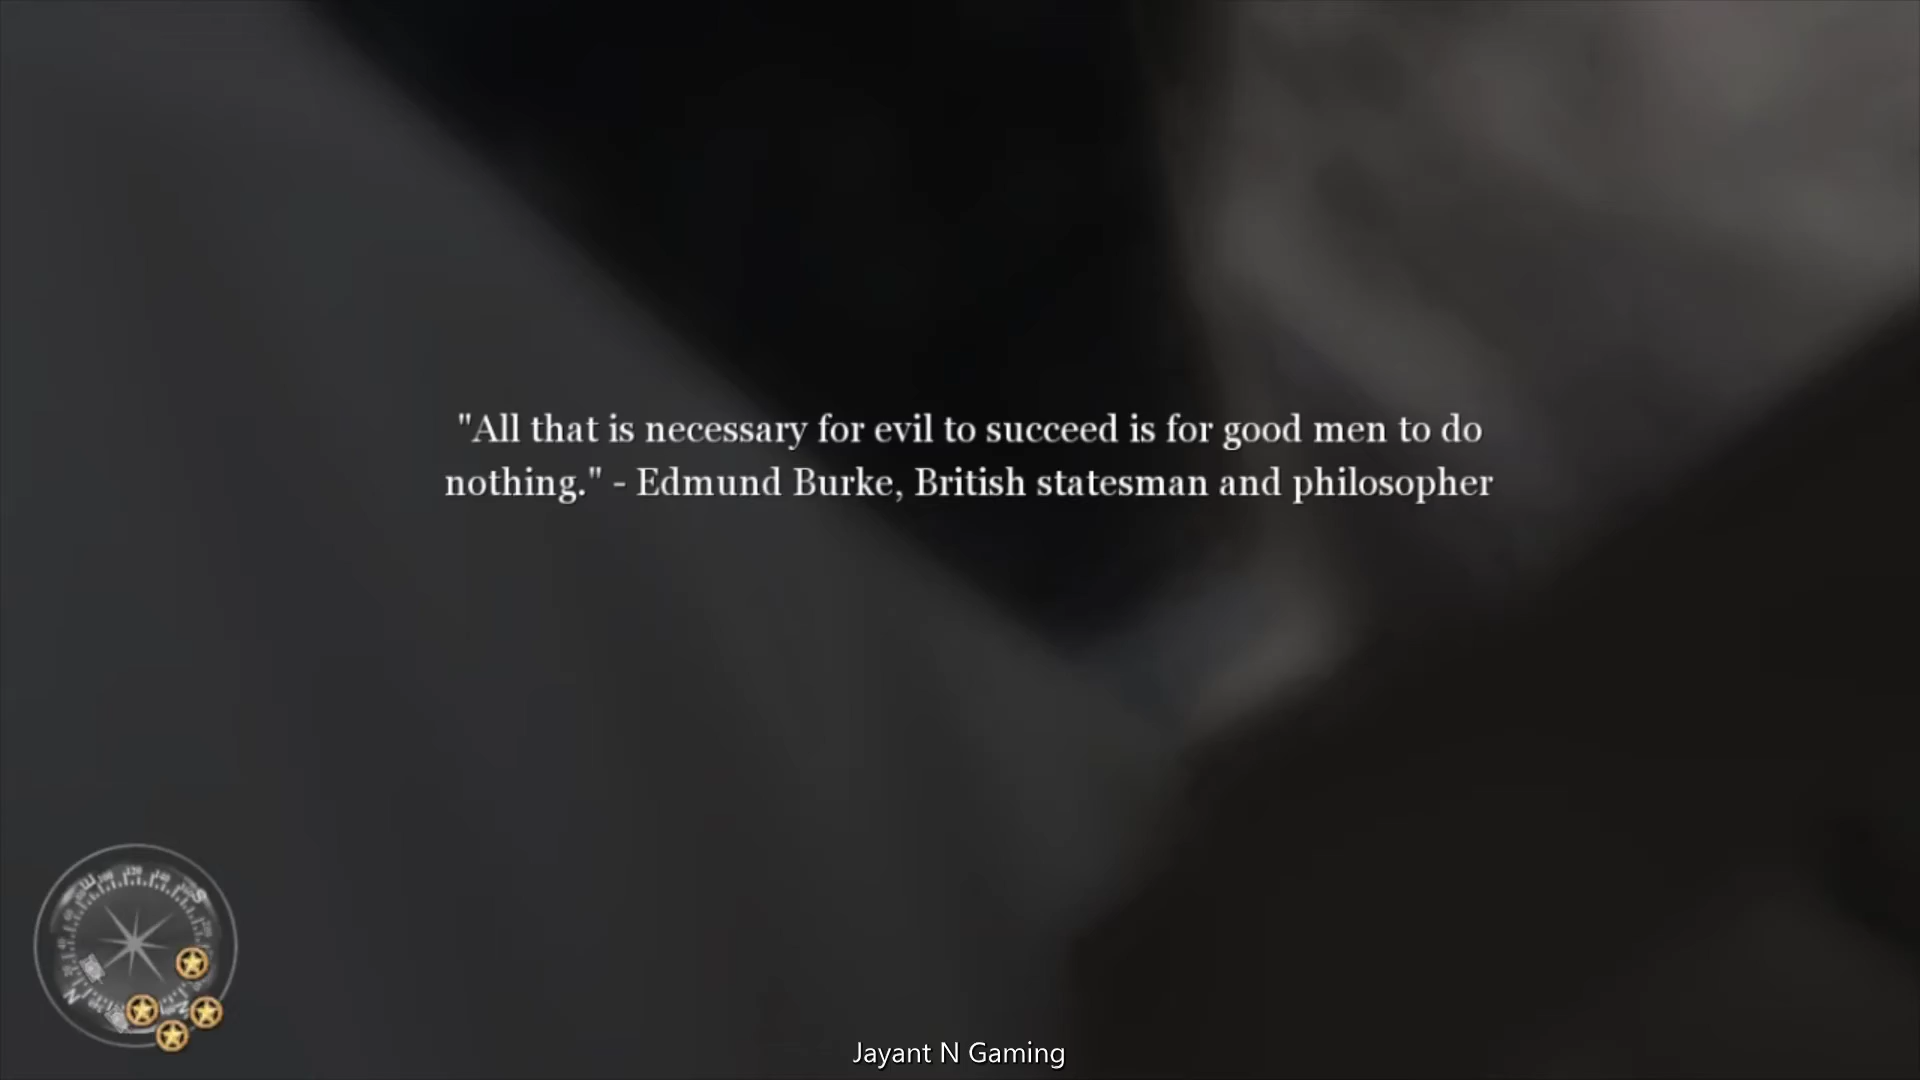 "All that is necessary for evil to succeed is for good men to do
nothing." - Edmund Burke, British statesman and philosopher
E
S
N
Jayant N Gaming